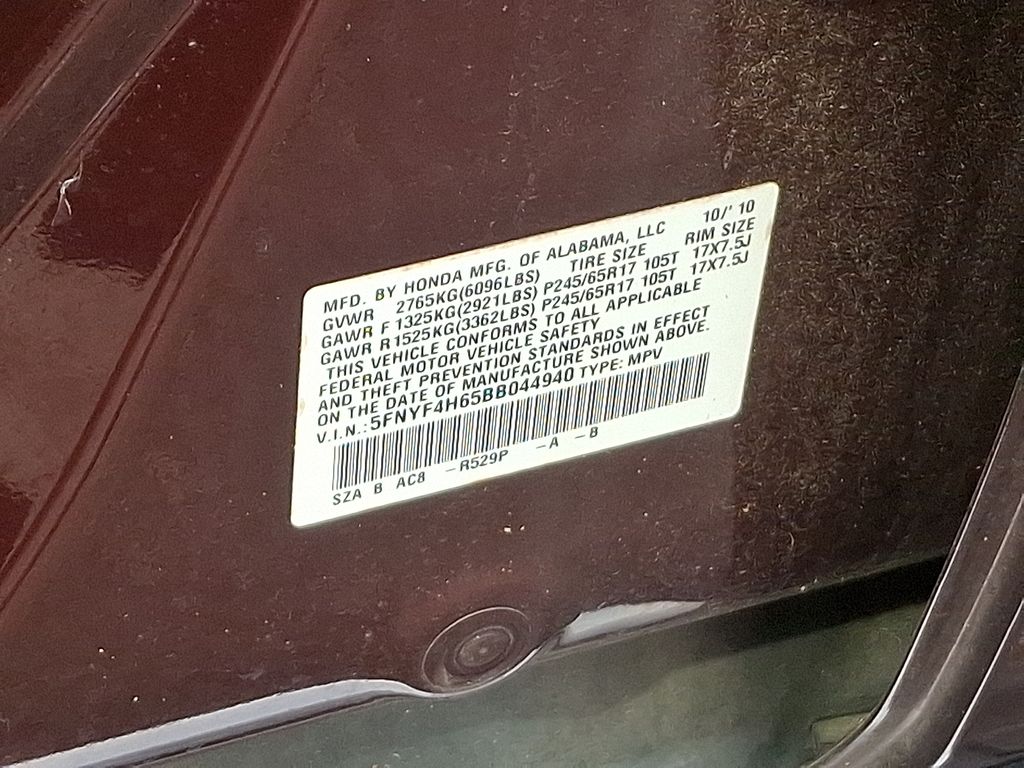 MFD. BY HONDA MFG. OF ALABAMA, LLC 10/' 10
GVWR 2765KG(6096LBS) TIRE SIZE RIM SIZE
GAWR F 1325KG(2921LBS) P245/65R17 105T 17X7.5J
GAWR R1525KG(3362LBS) P245/65R17 105T 17X7.5J
THIS VEHICLE CONFORMS TO ALL APPLICABLE
FEDERAL MOTOR VEHICLE SAFETY
AND THEFT PREVENTION STANDARDS IN EFFECT
ON THE DATE OF MANUFACTURE SHOWN ABOVE.
V.I.N.: 5FNYF4H65BB044940 TYPE: MPV
SZA B AC8 -R529P -A -B